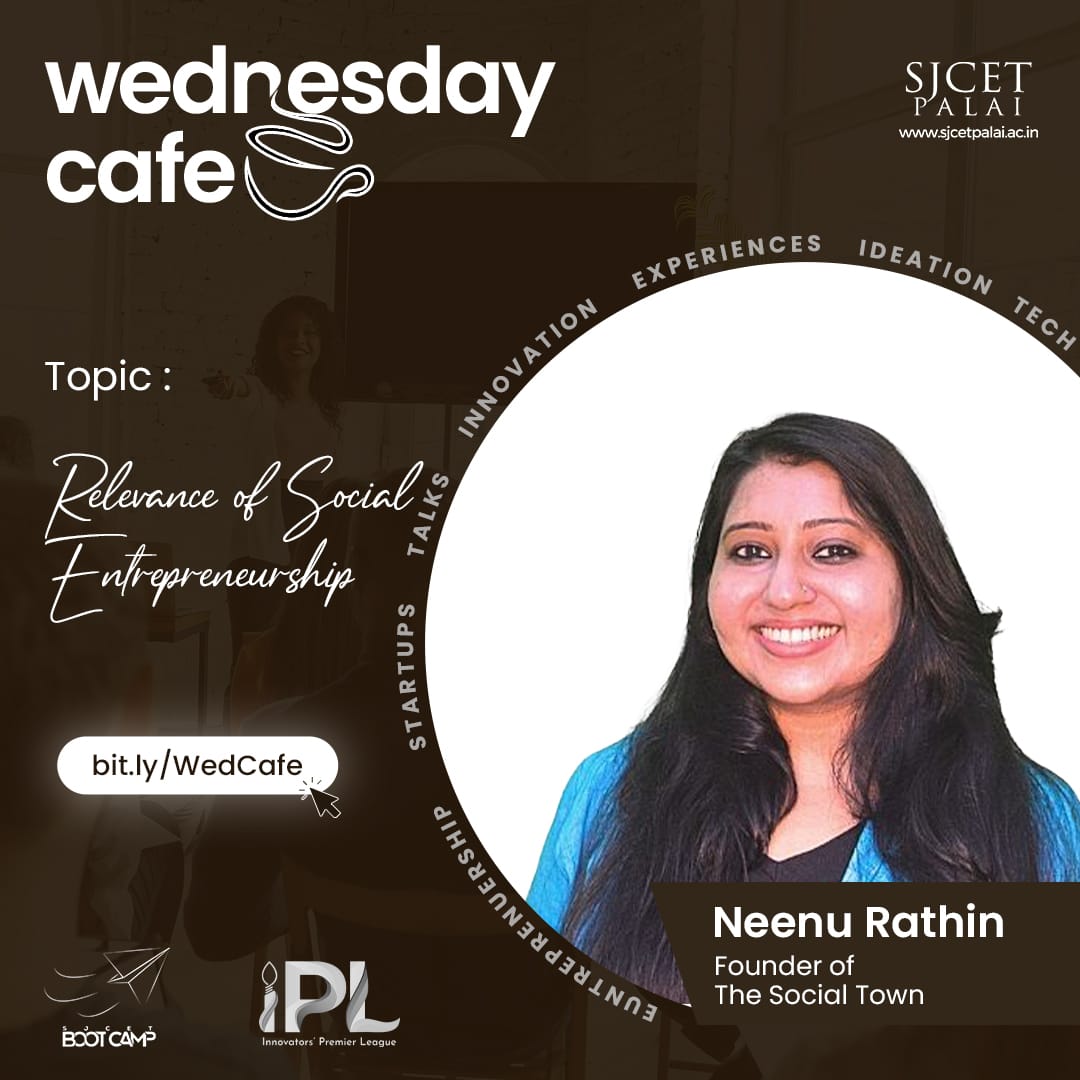 wednesday
cafe
SJCET
PALAI
www.sjcetpalai.ac.in
Topic :
Relevance of Social
Entrepreneurship
EUNTREPRENUERSHIP STARTUPS TALKS INNOVATION EXPERIENCES IDEATION TECH
bit.ly/WedCafe
Neenu Rathin
Founder of
The Social Town
SJCET
BOOT CAMP
iPL
Innovators' Premier League